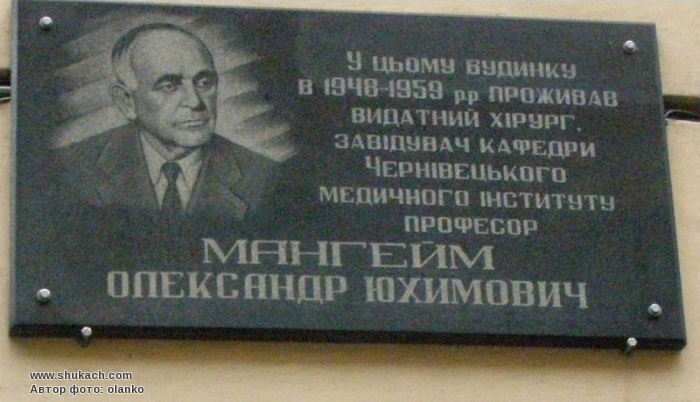 У ЦЬОМУ БУДИНКУ
В 1948-1959 рр ПРОЖИВАВ
ВИДАТНИЙ ХІРУРГ,
ЗАВІДУВАЧ КАФЕДРИ
ЧЕРНІВЕЦЬКОГО
МЕДИЧНОГО ІНСТИТУТУ
ПРОФЕСОР
МАНГЕЙМ
ОЛЕКСАНДР ЮХИМОВИЧ
www.shukach.com
Автор фото: olanko